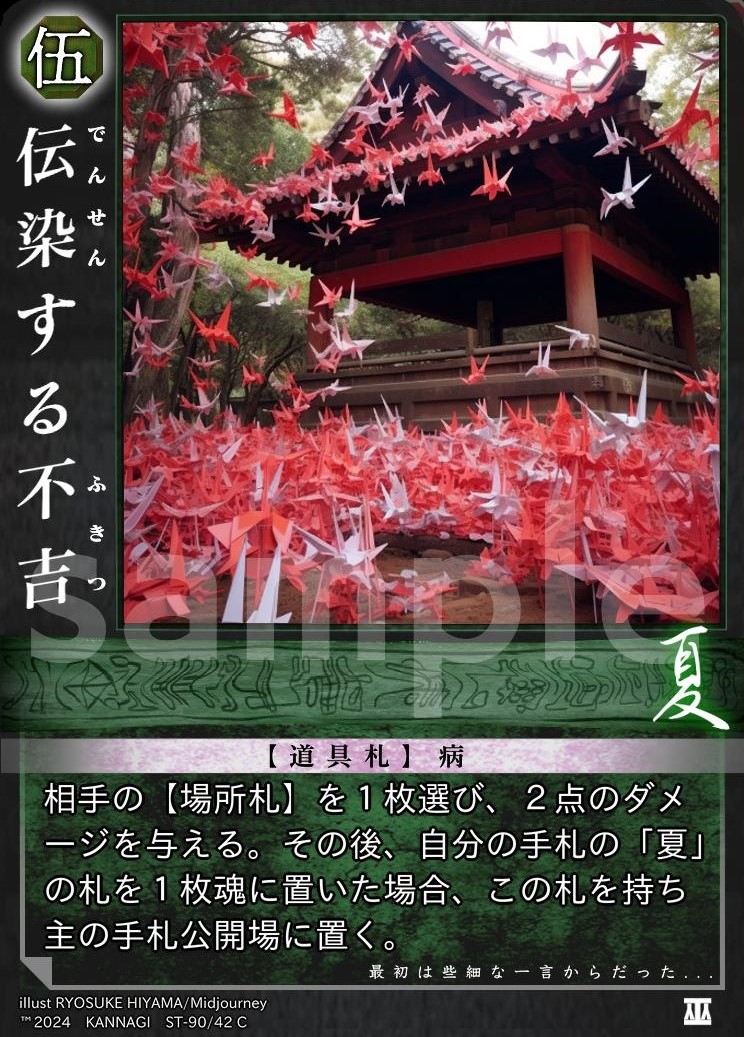 伍
伝染する不吉
でんせん
ふきつ
sample
夏
【道具札】病
相手の【場所札】を１枚選び、２点のダメ
ージを与える。その後、自分の手札の「夏」
の札を１枚魂に置いた場合、この札を持ち
主の手札公開場に置く。
最初は些細な一言からだった...
illust RYOSUKE HIYAMA/Midjourney
™2024 KANNAGI ST-90/42 C
巫